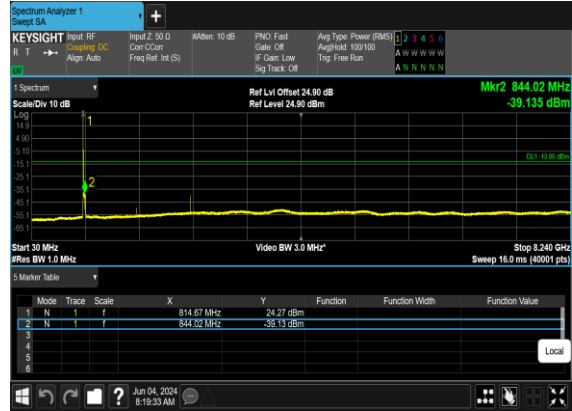 Spectrum Analyzer 1
Swept SA
+
KEYSIGHT
R T
LW
Input: RF
Coupling: DC
Align: Auto
Input Z: 50 Ω
Corr CCorr
Freq Ref: Int (S)
#Atten: 10 dB
PNO: Fast
Gate: Off
IF Gain: Low
Sig Track: Off
Avg Type: Power (RMS)
Avg|Hold: 100/100
Trig: Free Run
1 2 3 4 5 6
A W W W W W
A N N N N N
1 Spectrum
Scale/Div 10 dB
Ref Lvl Offset 24.90 dB
Ref Level 24.90 dBm
Mkr2 844.02 MHz
-39.135 dBm
Log
14.9
4.90
-5.10
-15.1
-25.1
-35.1
-45.1
-55.1
-65.1
1
2
DL1 -13.00 dBm
Start 30 MHz
#Res BW 1.0 MHz
Video BW 3.0 MHz*
Stop 8.240 GHz
Sweep 16.0 ms (40001 pts)
5 Marker Table
Mode Trace Scale X Y Function Function Width Function Value
1 N 1 f 814.67 MHz 24.27 dBm
2 N 1 f 844.02 MHz -39.13 dBm
3
4
5
6
Local
?
Jun 04, 2024
8:19:33 AM